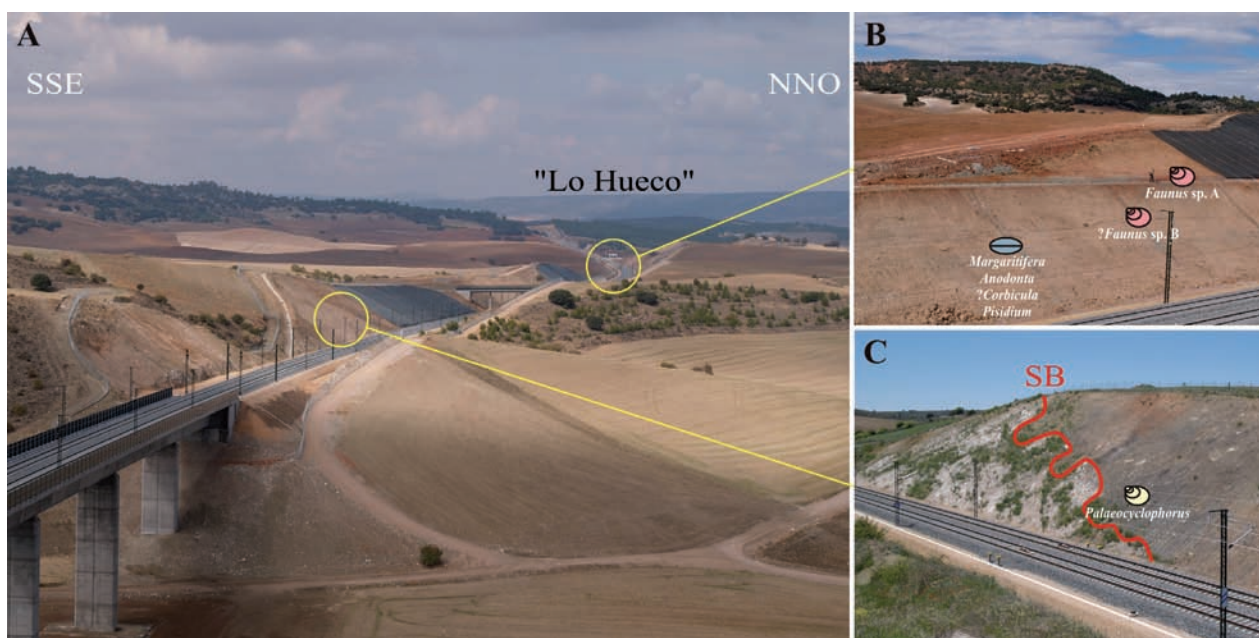 A
SSE
NNO
"Lo Hueco"
B
Faunus sp. A
?Faunus sp. B
Margaritifera
Anodonta
?Corbicula
Pisidium
C
SB
Palaeocyclophorus